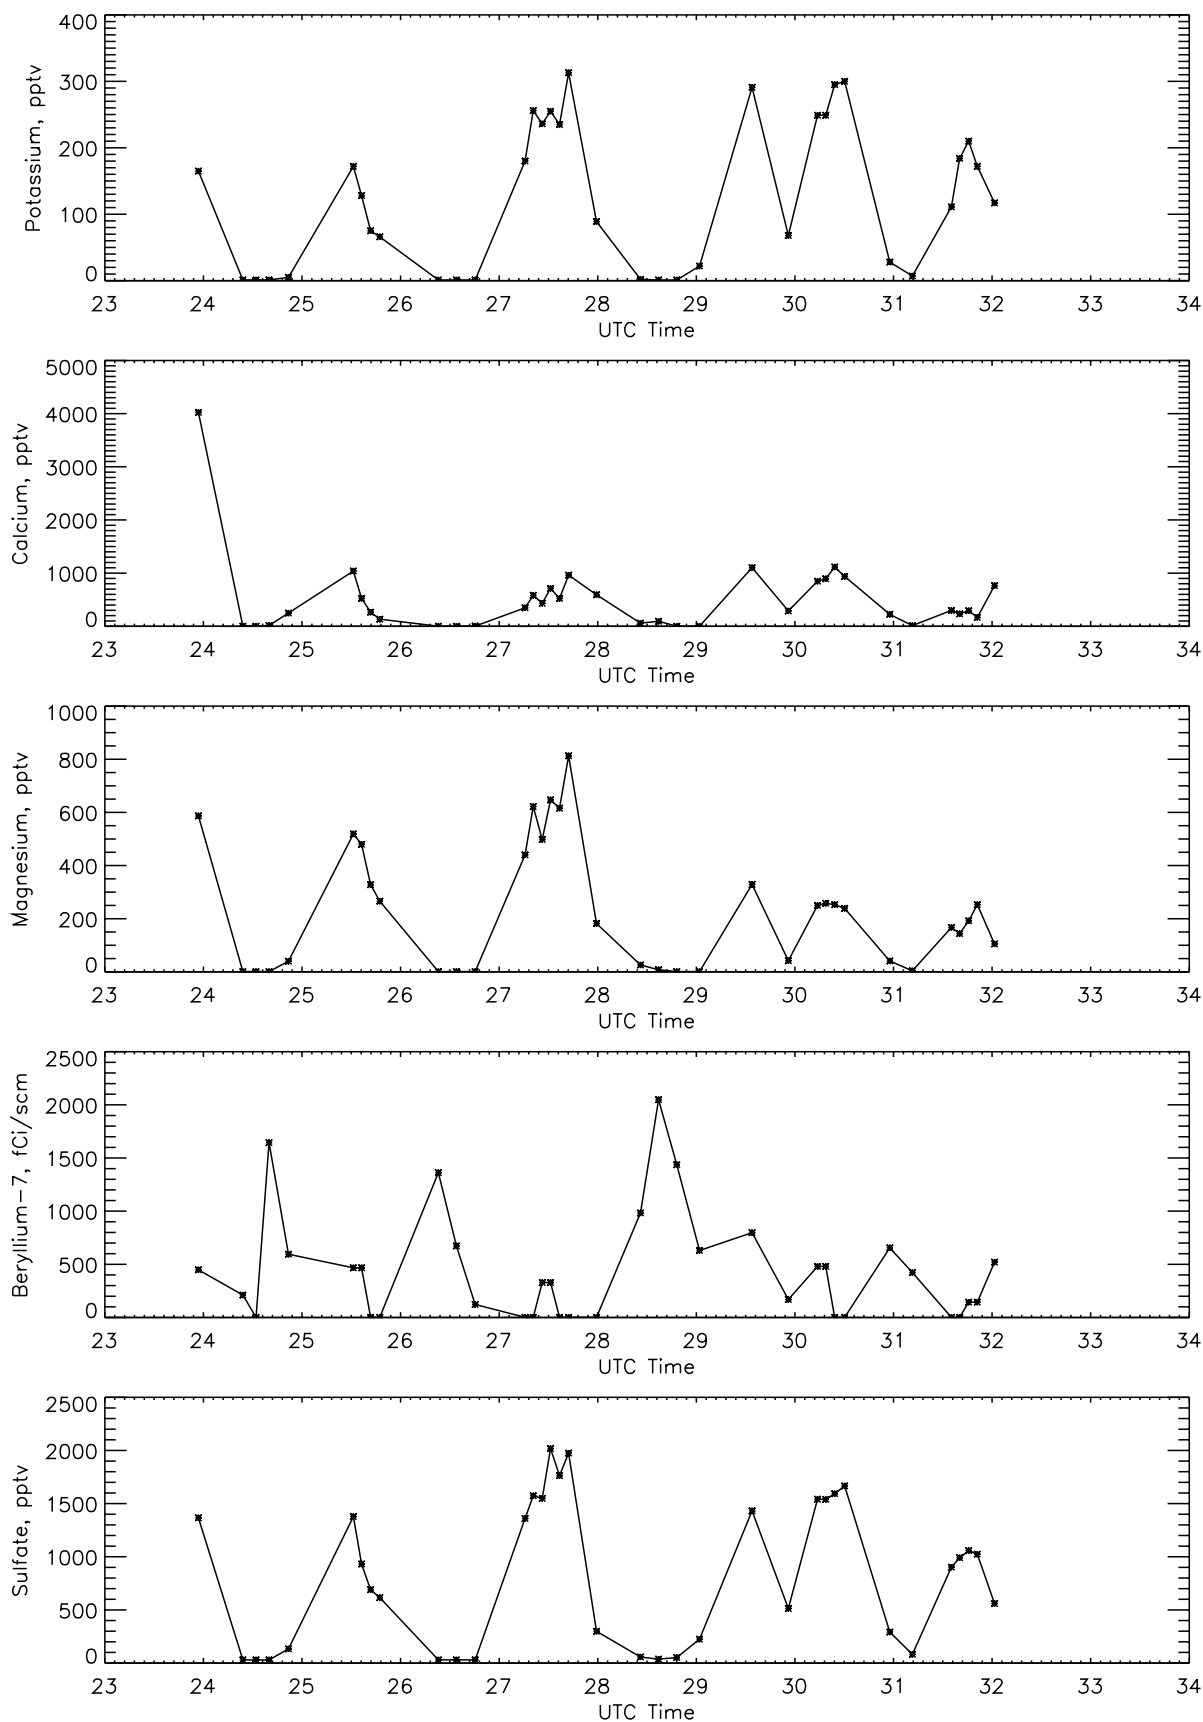 400
300
200
100
0
Potassium, pptv
23 24 25 26 27 28 29 30 31 32 33 34
UTC Time
5000
4000
3000
2000
1000
0
Calcium, pptv
23 24 25 26 27 28 29 30 31 32 33 34
UTC Time
1000
800
600
400
200
0
Magnesium, pptv
23 24 25 26 27 28 29 30 31 32 33 34
UTC Time
2500
2000
1500
1000
500
0
Beryllium-7, fCi/scm
23 24 25 26 27 28 29 30 31 32 33 34
UTC Time
2500
2000
1500
1000
500
0
Sulfate, pptv
23 24 25 26 27 28 29 30 31 32 33 34
UTC Time